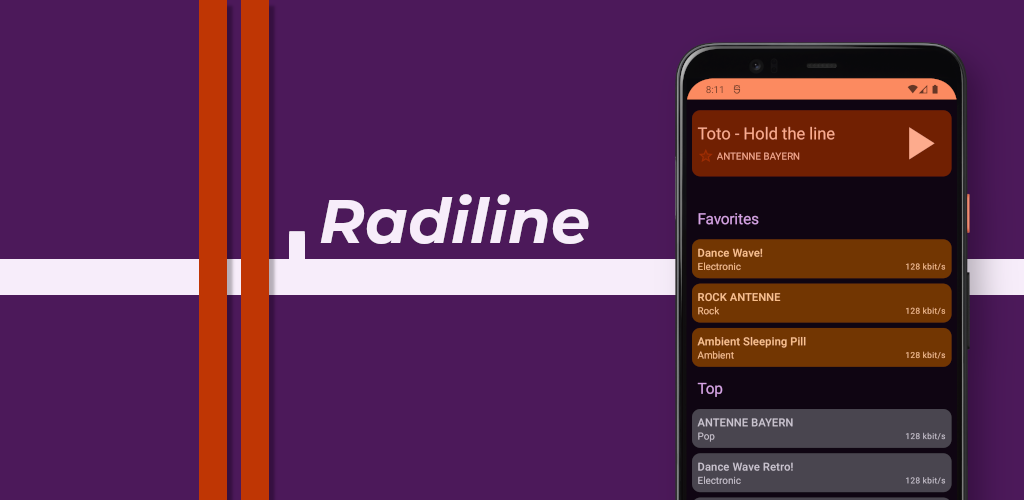 Radiline
8:11
Toto - Hold the line
ANTENNE BAYERN
Favorites
Dance Wave!
Electronic 128 kbit/s
ROCK ANTENNE
Rock 128 kbit/s
Ambient Sleeping Pill
Ambient 128 kbit/s
Top
ANTENNE BAYERN
Pop 128 kbit/s
Dance Wave Retro!
Electronic 128 kbit/s